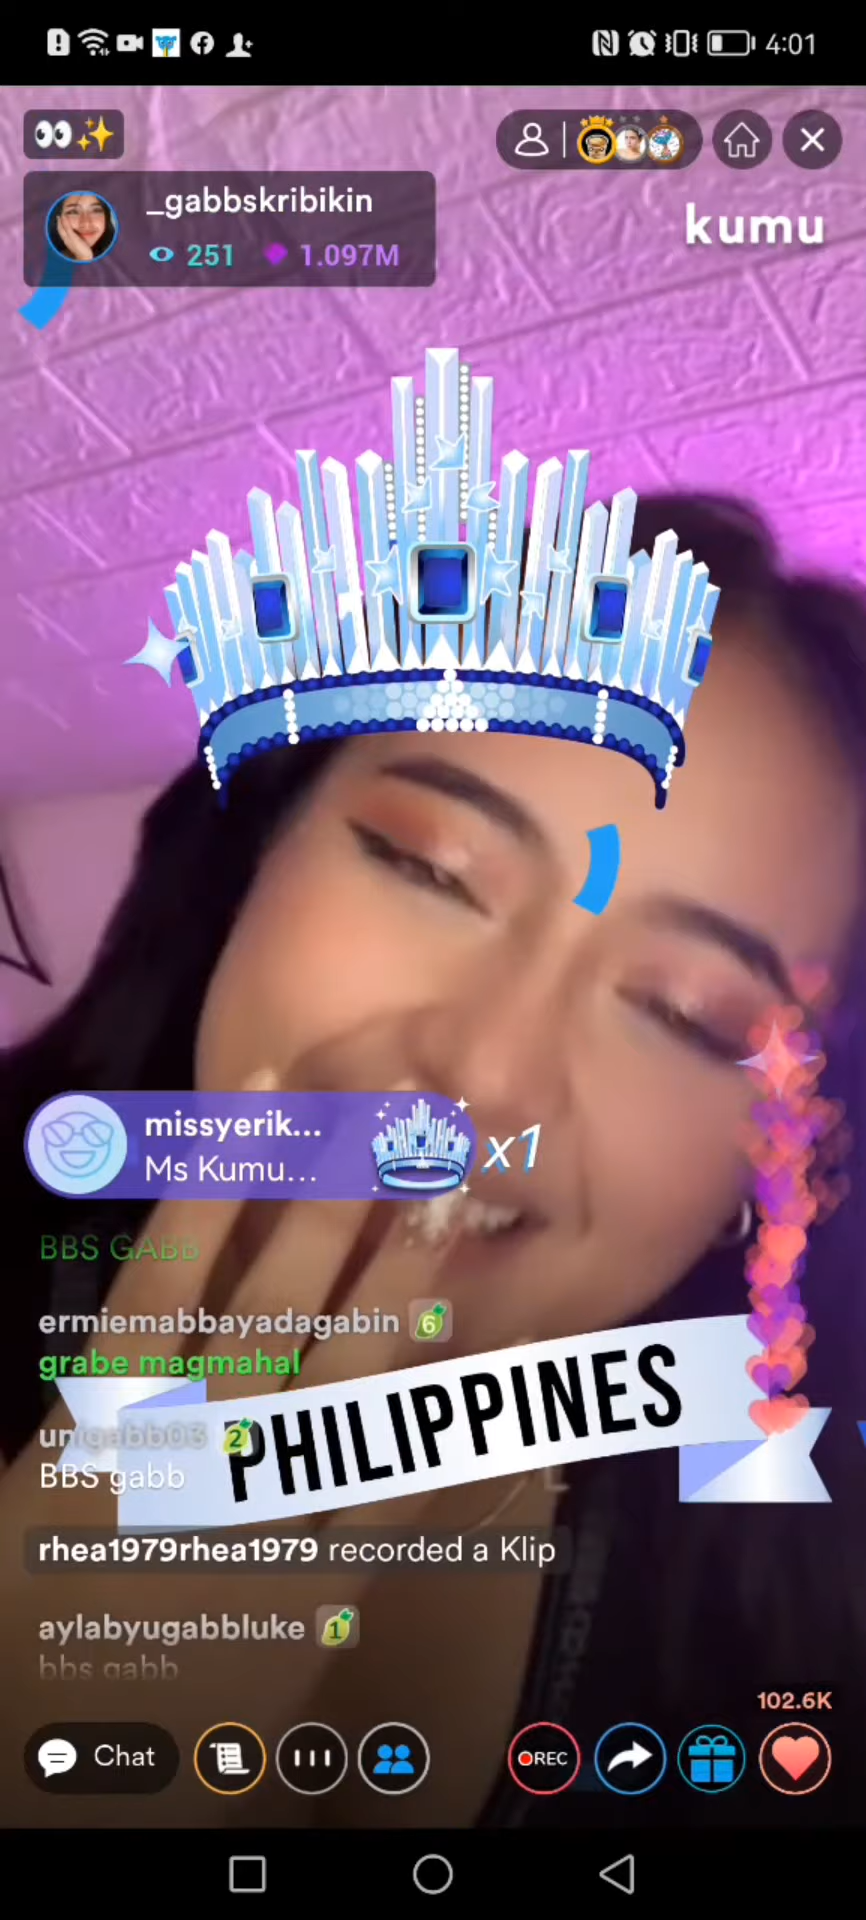 4:01
_gabbskribikin
251 1.097M
kumu
missyerik...
Ms Kumu...
x1
BBS GABB
ermiemabbayadagabin 6
grabe magmahal
unigabb03 2
BBS gabb
PHILIPPINES
rhea1979rhea1979 recorded a Klip
aylabyugabbluke 1
bbs gabb
102.6K
Chat
REC